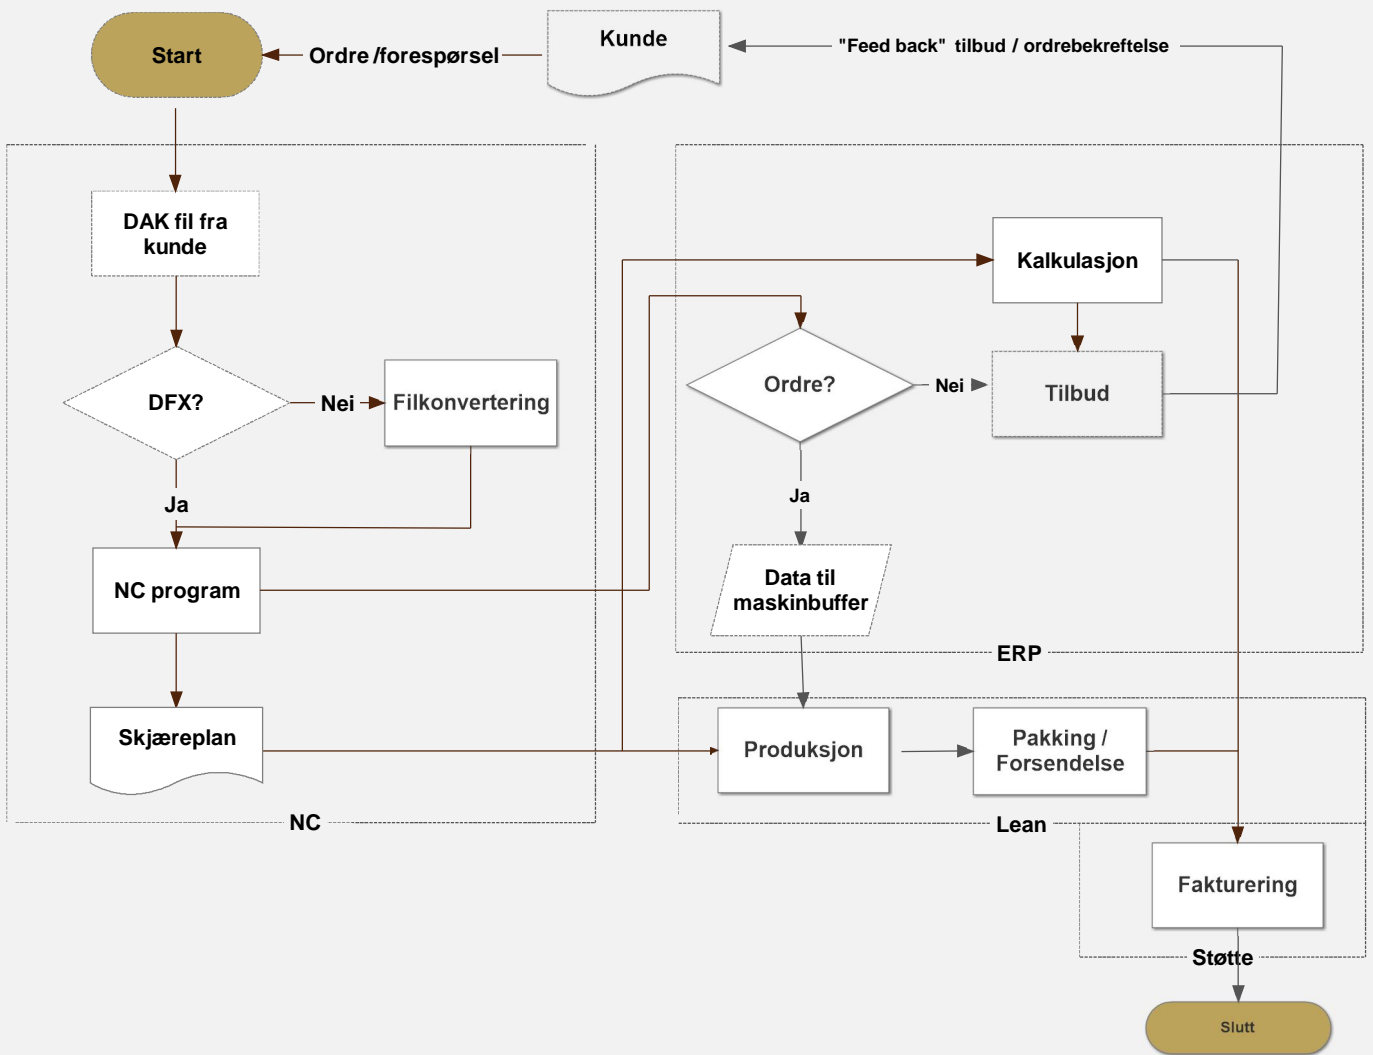 Start
Ordre /forespørsel
Kunde
"Feed back" tilbud / ordrebekreftelse
DAK fil fra
kunde
Kalkulasjon
DFX?
Nei
Filkonvertering
Ordre?
Nei
Tilbud
Ja
Ja
NC program
Data til
maskinbuffer
ERP
Skjæreplan
Produksjon
Pakking /
Forsendelse
NC
Lean
Fakturering
Støtte
Slutt